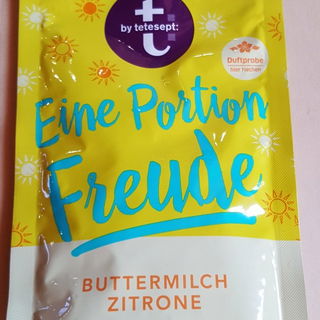 t:
by tetesept:
Duftprobe
hier riechen
Eine Portion
Freude
BUTTERMILCH
ZITRONE